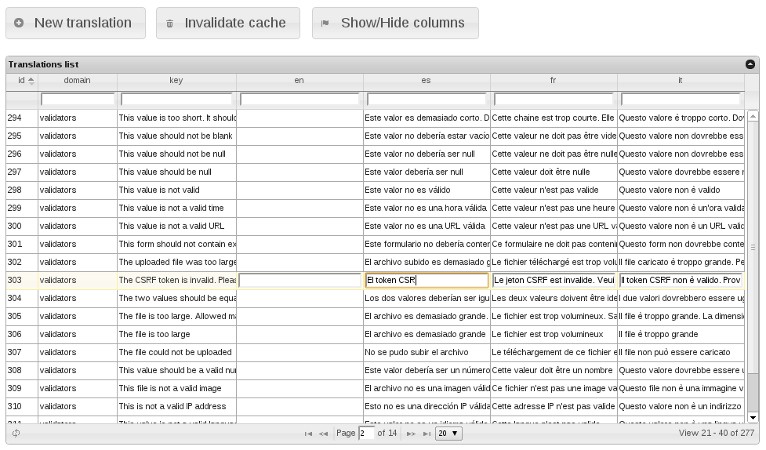 New translation Invalidate cache Show/Hide columns
Translations list
id domain key en es fr it
294 validators This value is too short. It should Este valor es demasiado corto. D Cette chaine est trop courte. Elle Questo valore é troppo corto. Dov
295 validators This value should not be blank Este valor no debería estar vacío Cette valeur ne doit pas être vide Questo valore non dovrebbe ess
296 validators This value should not be null Este valor no debería ser null Cette valeur ne doit pas être nulle Questo valore non dovrebbe ess
297 validators This value should be null Este valor debería ser null Cette valeur doit être nulle Questo valore dovrebbe essere
298 validators This value is not valid Este valor no es válido Cette valeur n'est pas valide Questo valore non é valido
299 validators This value is not a valid time Este valor no es una hora válida Cette valeur n'est pas une heure Questo valore non é un'ora valida
300 validators This value is not a valid URL Este valor no es una URL válida Cette valeur n'est pas une URL va Questo valore non é un URL valid
301 validators This form should not contain ex Este formulario no debería conter Ce formulaire ne doit pas conteni Questo form non dovrebbe conte
302 validators The uploaded file was too large El archivo subido es demasiado g Le fichier téléchargé est trop volu Il file caricato é troppo grande. Pe
303 validators The CSRF token is invalid. Pleas El token CSR Le jeton CSRF est invalide. Veui Il token CSRF non é valido. Prov
304 validators The two values should be equa Los dos valores deberían ser igu Les deux valeurs doivent être ide I due valori dovrebbero essere ug
305 validators The file is too large. Allowed ma El archivo es demasiado grande. Le fichier est trop volumineux. Sa Il file é troppo grande. La dimensio
306 validators The file is too large El archivo es demasiado grande Le fichier est trop volumineux Il file é troppo grande
307 validators The file could not be uploaded No se pudo subir el archivo Le téléchargement de ce fichier e Il file non può essere caricato
308 validators This value should be a valid nur Este valor debería ser un número Cette valeur doit être un nombre Questo valore dovrebbe essere u
309 validators This file is not a valid image El archivo no es una imagen válid Ce fichier n'est pas une image va Questo file non é una immagine v
310 validators This is not a valid IP address Esto no es una dirección IP válida Cette adresse IP n'est pas valide Questo valore non é un indirizzo
Page 2 of 14 20 View 21 - 40 of 277